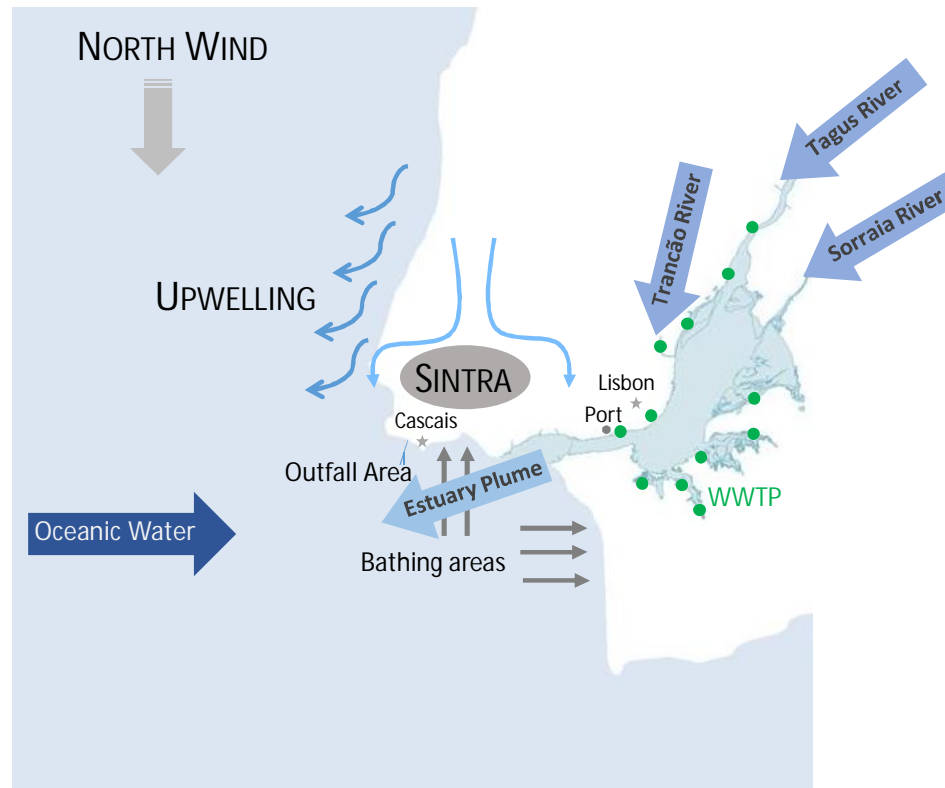 NORTH WIND
Tagus River
Sorraia River
Trancão River
UPWELLING
SINTRA
Lisbon
Port
Cascais
Outfall Area
Estuary Plume
WWTP
Oceanic Water
Bathing areas